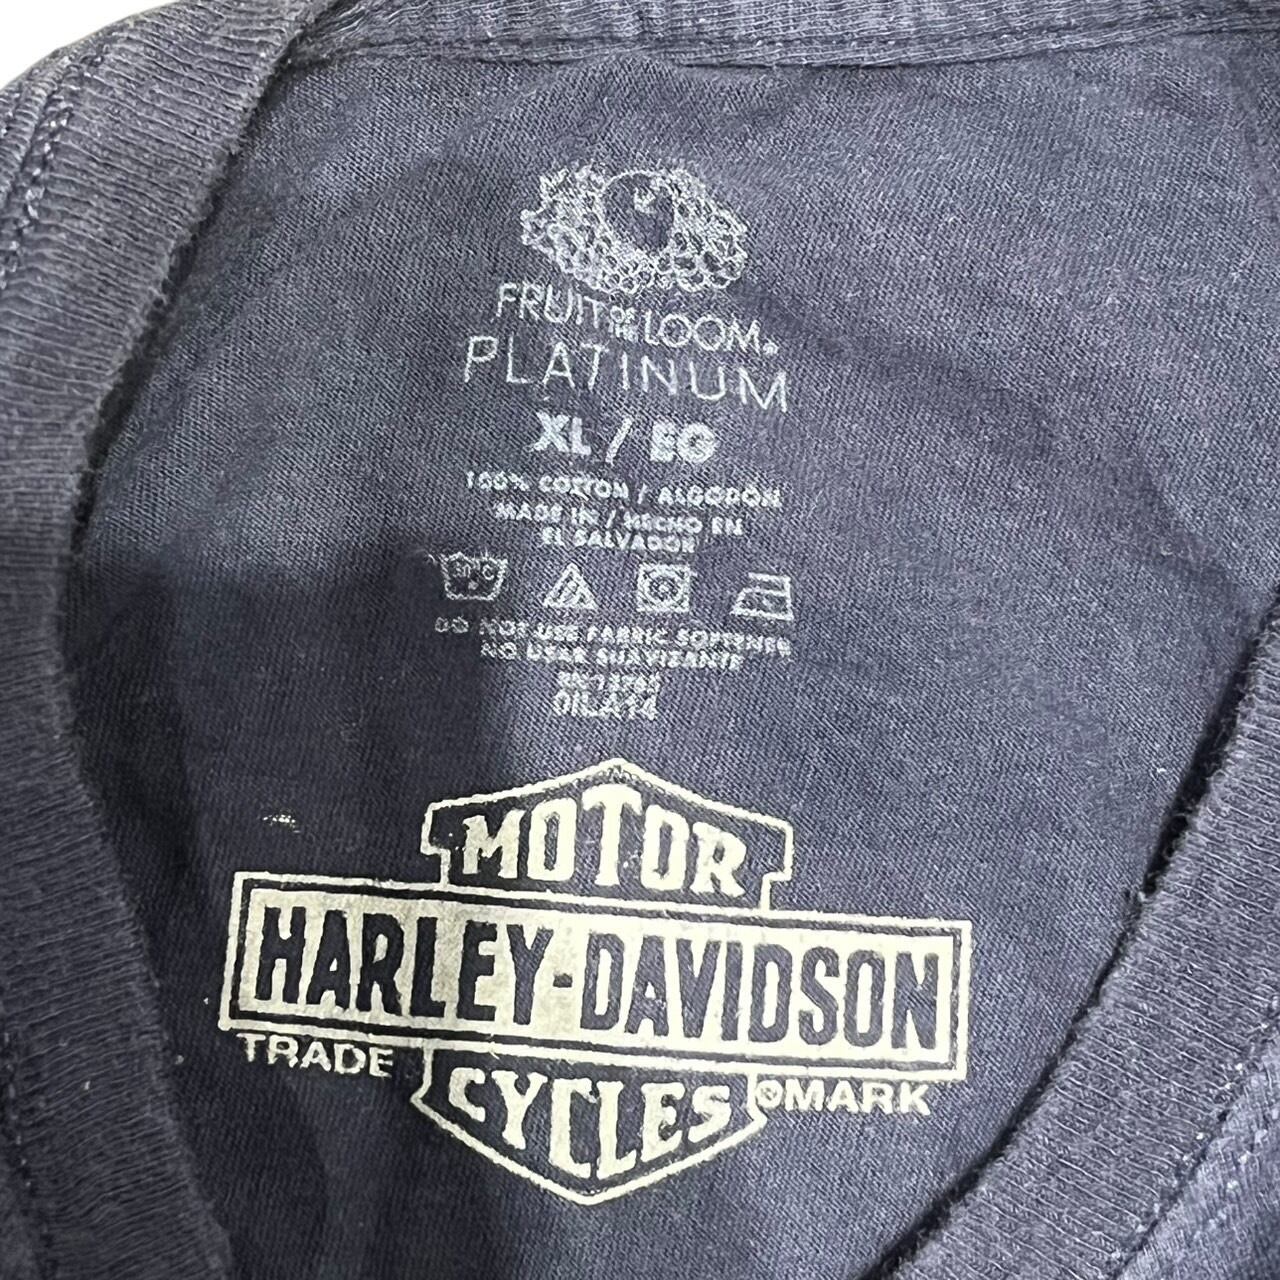 FRUIT OF THE LOOM®
PLATINUM
XL / EG
100% COTTON / ALGODÓN
MADE IN / HECHO EN
EL SALVADOR
30°C
DO NOT USE FABRIC SOFTENER
NO USAR SUAVIZANTE
MOTOR
HARLEY-DAVIDSON
TRADE ®MARK
CYCLES